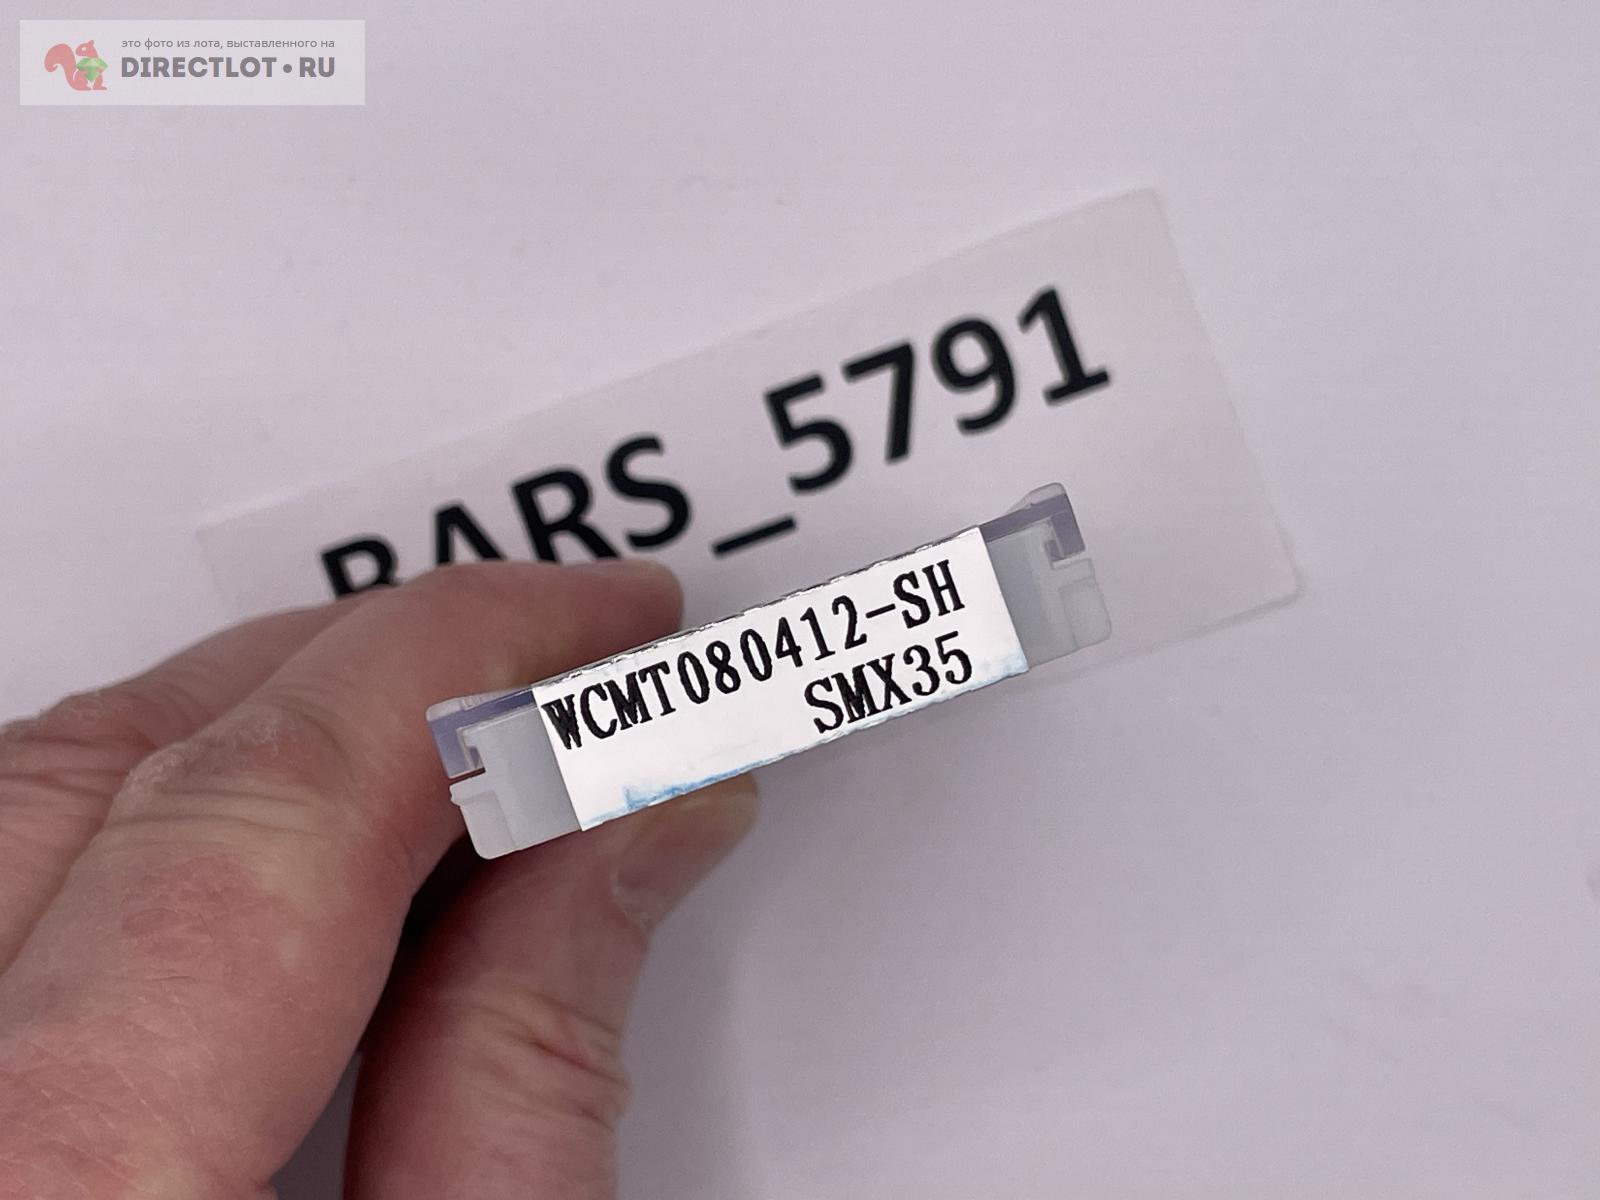 это фото из лота, выставленного на
DIRECTLOT•RU
BARS_5791
WCMT080412-SH
SMX35